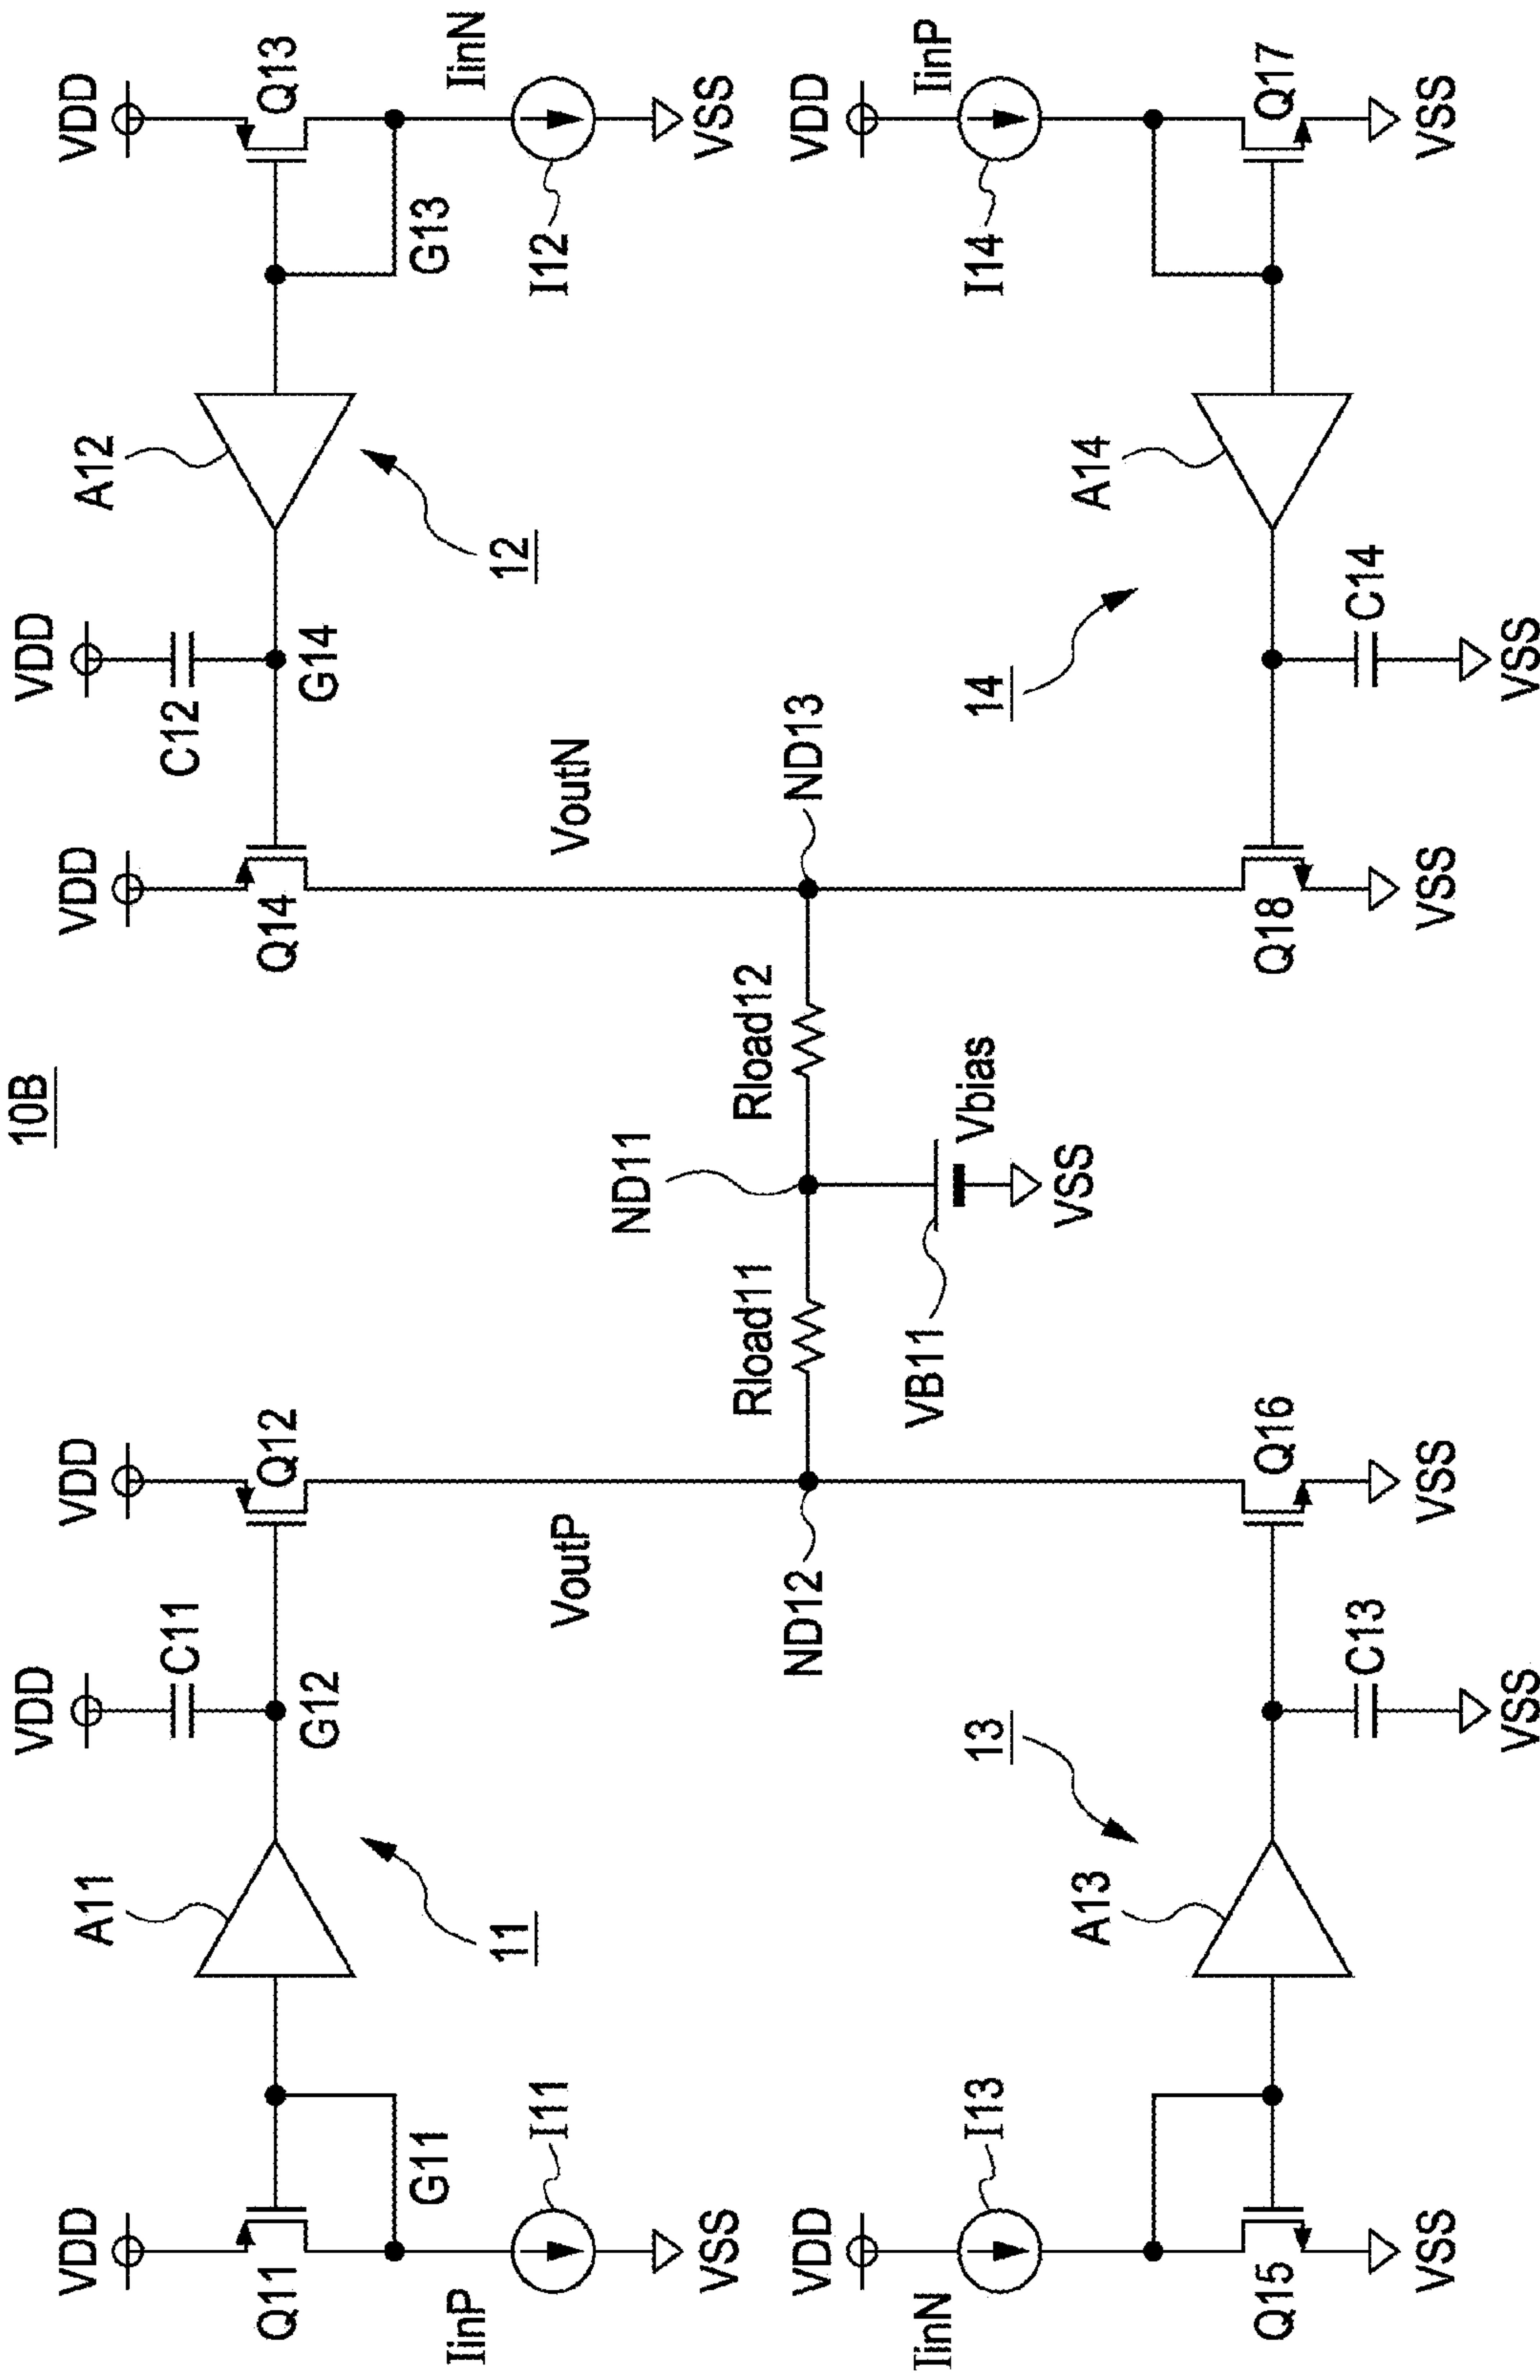 10B
VDD
VDD
VDD
A11
VDD
VDD
A12
VDD
C11
C12
Q11
Q12
Q14
Q13
G12
G14
G11
G13
IinP
IinN
11
12
I11
VoutP
VoutN
I12
ND11
VSS
VSS
Rload11
Rload12
ND12
ND13
VDD
VDD
VB11
Vbias
IinN
IinP
I13
13
14
I14
VSS
A13
A14
Q15
Q16
Q18
Q17
C13
C14
VSS
VSS
VSS
VSS
VSS
VSS